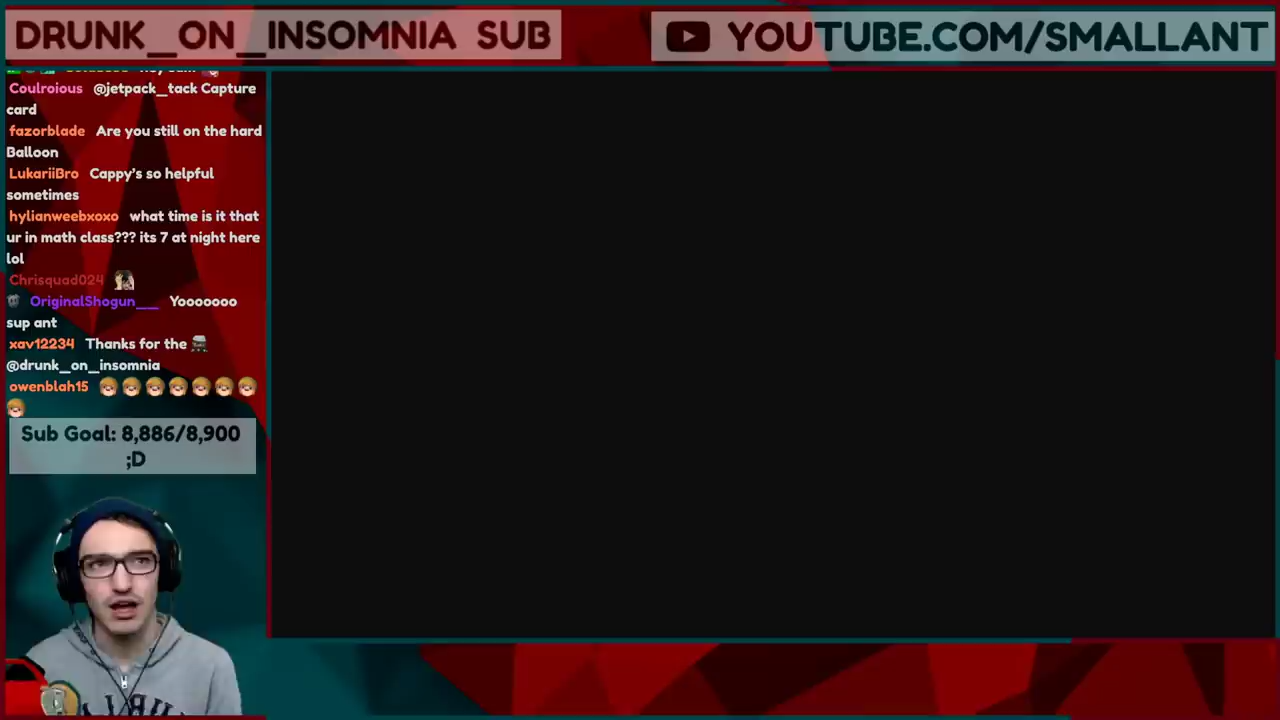 DRUNK_ON_INSOMNIA SUB
YOUTUBE.COM/SMALLANT
Coulroious @jetpack_tack Capture
card
fazorblade Are you still on the hard
Balloon
LukariiBro Cappy's so helpful
sometimes
hylianweebxoxo what time is it that
ur in math class??? its 7 at night here
lol
Chrisquad024
OriginalShogun__ Yooooooo
sup ant
xav12234 Thanks for the
@drunk_on_insomnia
owenblah15
Sub Goal: 8,886/8,900
;D